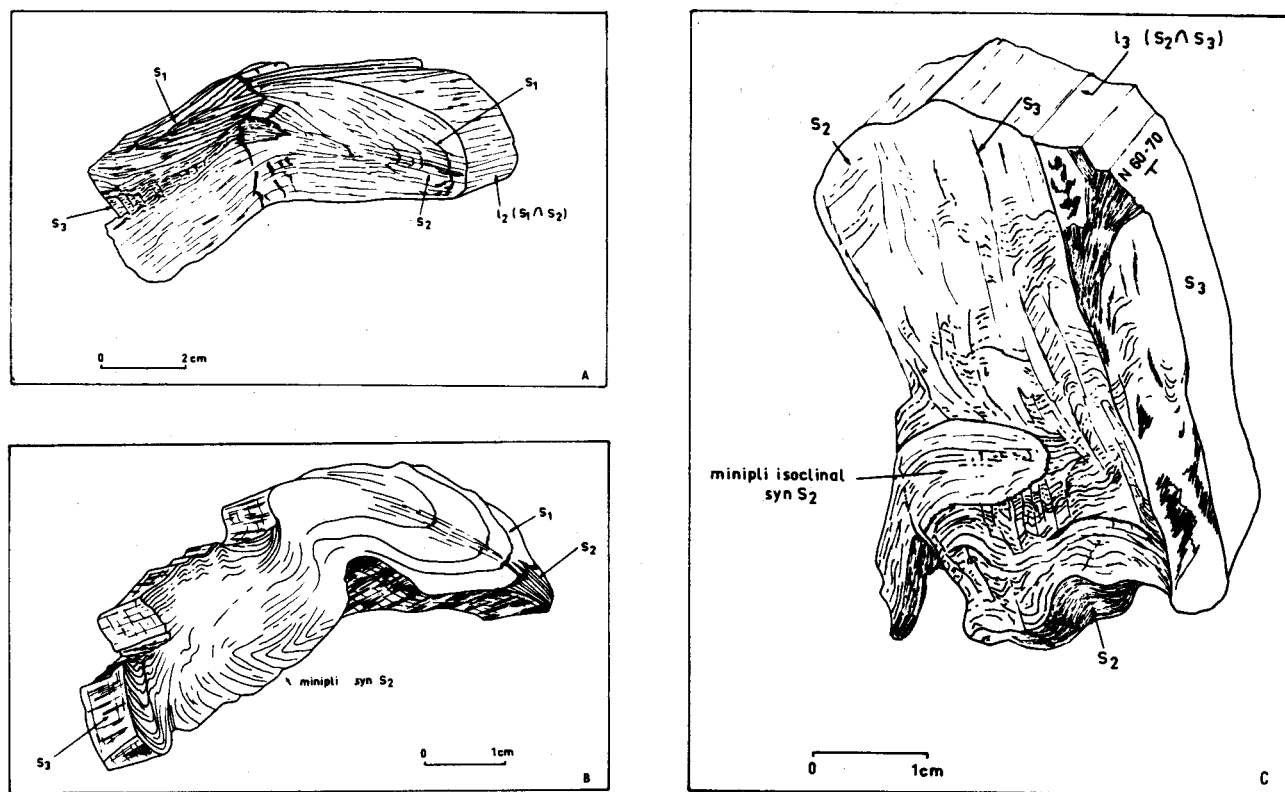 S1
S1
S3
S2
l2 (S1 ∩ S2)
0 2cm
A
S1
S2
minipli syn S2
S3
0 1cm
B
l3 (S2 ∩ S3)
S3
S2
N 60-70
S3
minipli isoclinal
syn S2
S2
0 1cm
C